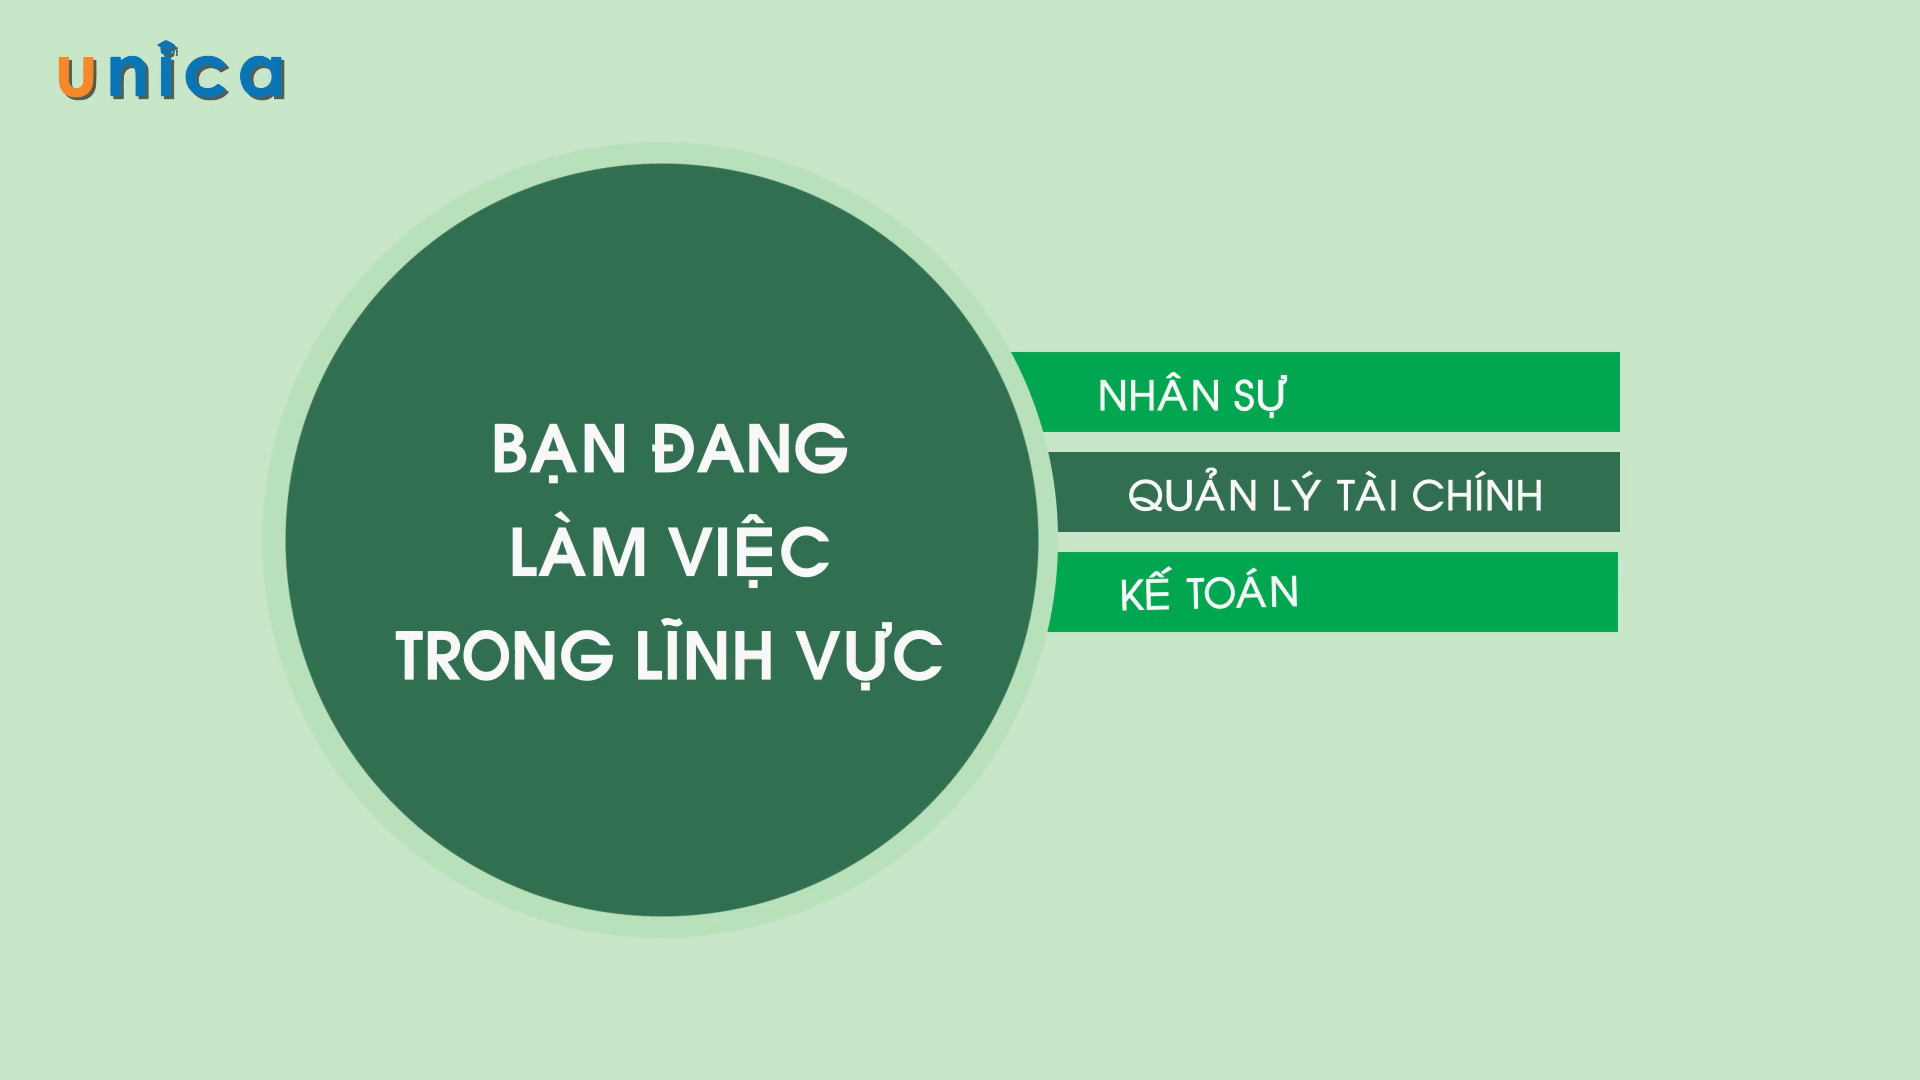 unica
BẠN ĐANG
LÀM VIỆC
TRONG LĨNH VỰC
NHÂN SỰ
QUẢN LÝ TÀI CHÍNH
KẾ TOÁN